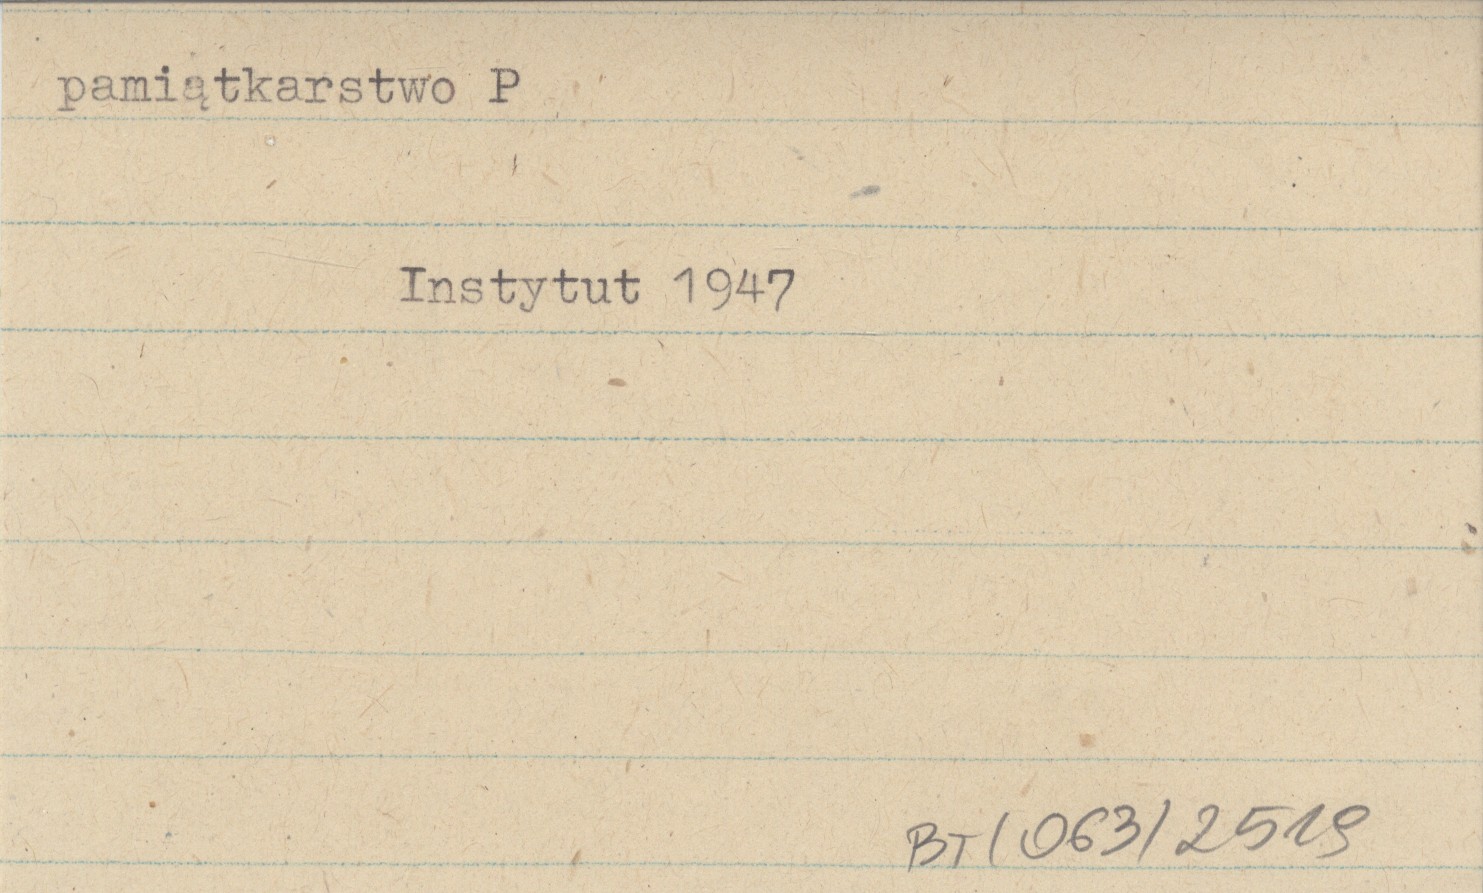 pamiątkarstwo P
Instytut 1947
BT/063/2519